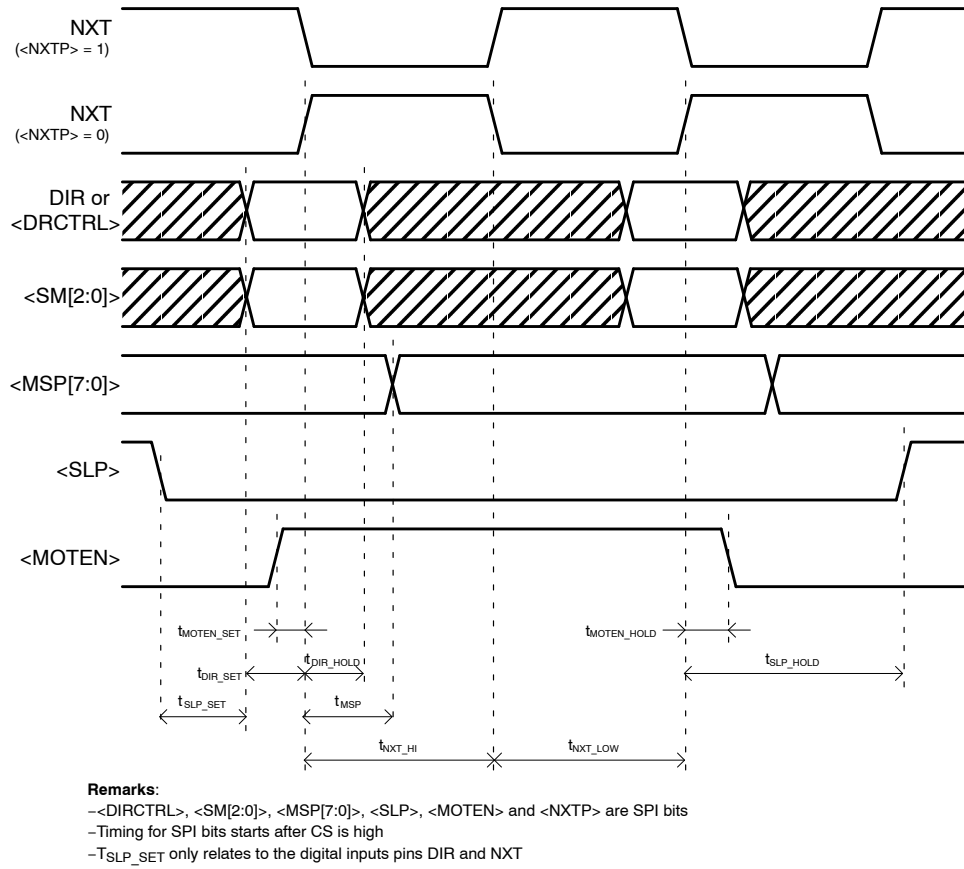 NXT
(<NXTP> = 1)
NXT
(<NXTP> = 0)
DIR or
<DRCTRL>
<SM[2:0]>
<MSP[7:0]>
<SLP>
<MOTEN>
tMOTEN_SET
tMOTEN_HOLD
tDIR_SET
tDIR_HOLD
tSLP_HOLD
tSLP_SET
tMSP
tNXT_HI
tNXT_LOW
Remarks:
–<DIRCTRL>, <SM[2:0]>, <MSP[7:0]>, <SLP>, <MOTEN> and <NXTP> are SPI bits
–Timing for SPI bits starts after CS is high
–TSLP_SET only relates to the digital inputs pins DIR and NXT